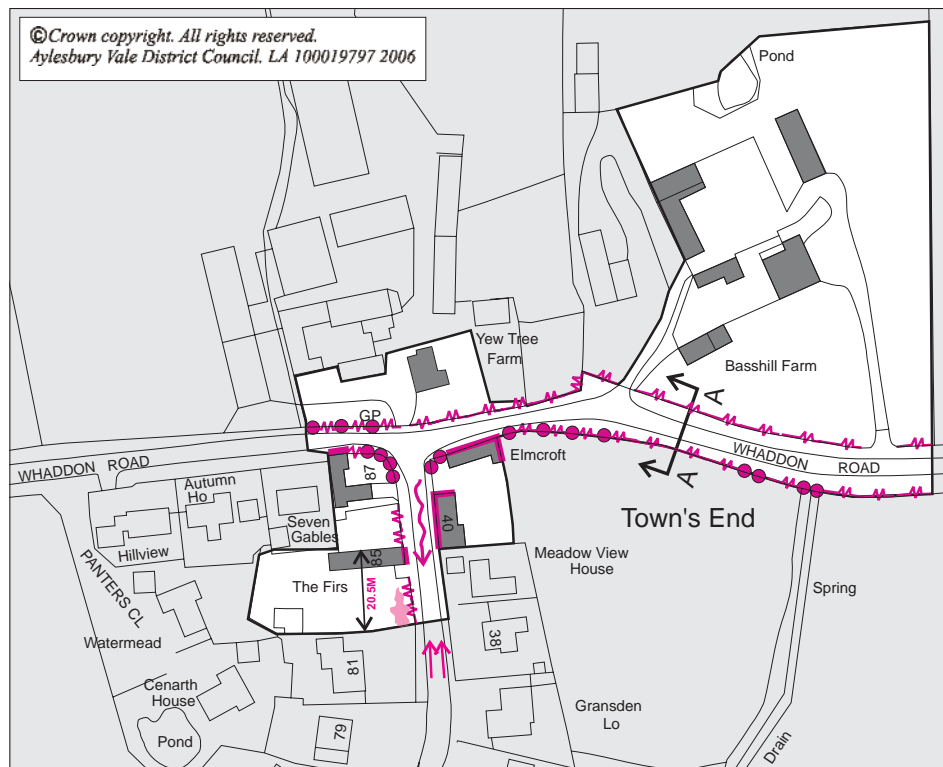 ©Crown copyright. All rights reserved.
Aylesbury Vale District Council. LA 100019797 2006
Pond
Yew Tree
Farm
Basshill Farm
GP
A
WHADDON ROAD
Elmcroft
WHADDON ROAD
87
Autumn
Ho
A
40
Town's End
Seven
Gables
Hillview
85
Meadow View
House
The Firs
20.5M
Spring
PANTERS CL
38
Watermead
81
Cenarth
House
Gransden
Lo
79
Pond
Drain